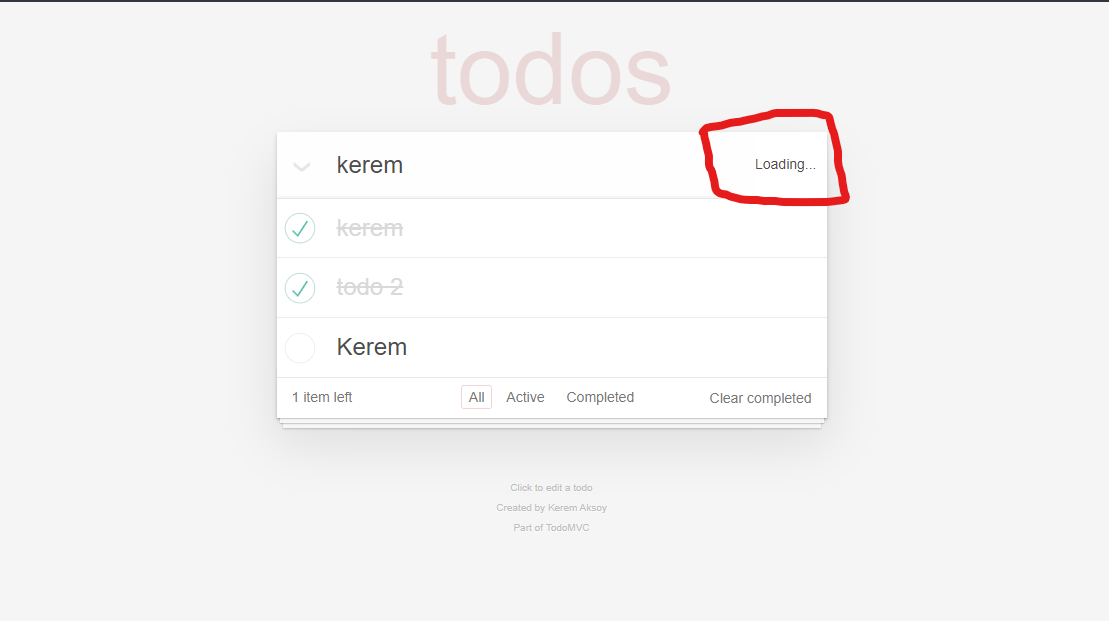 todos
kerem Loading...
kerem
todo 2
Kerem
1 item left All Active Completed Clear completed
Click to edit a todo
Created by Kerem Aksoy
Part of TodoMVC